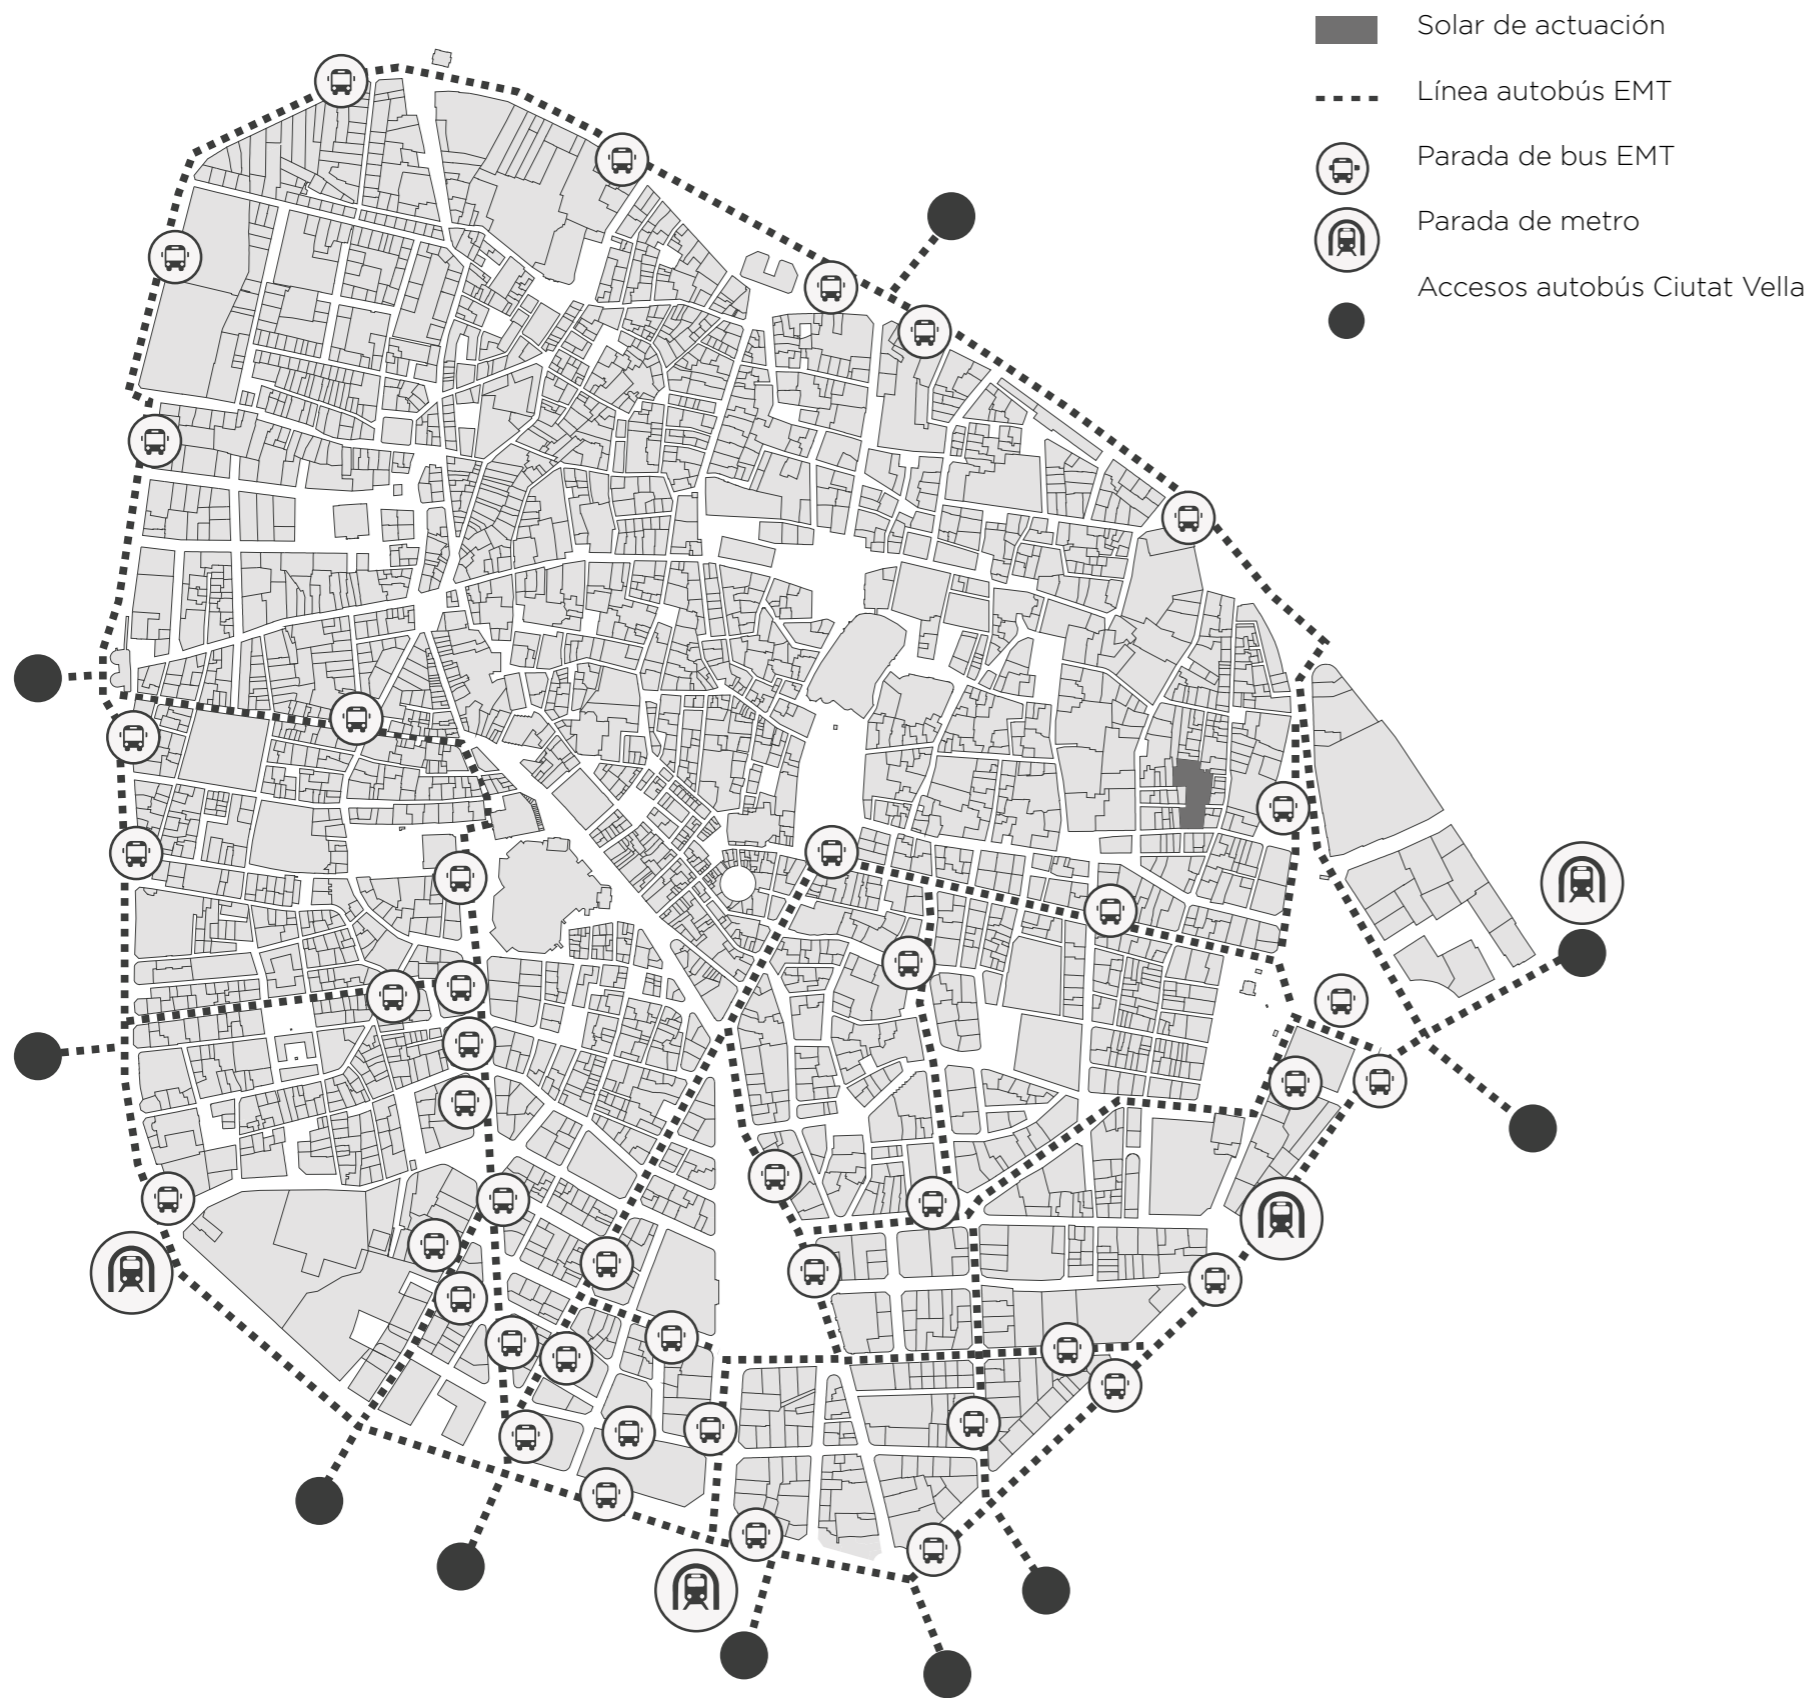 Solar de actuación
Línea autobús EMT
Parada de bus EMT
Parada de metro
Accesos autobús Ciutat Vella